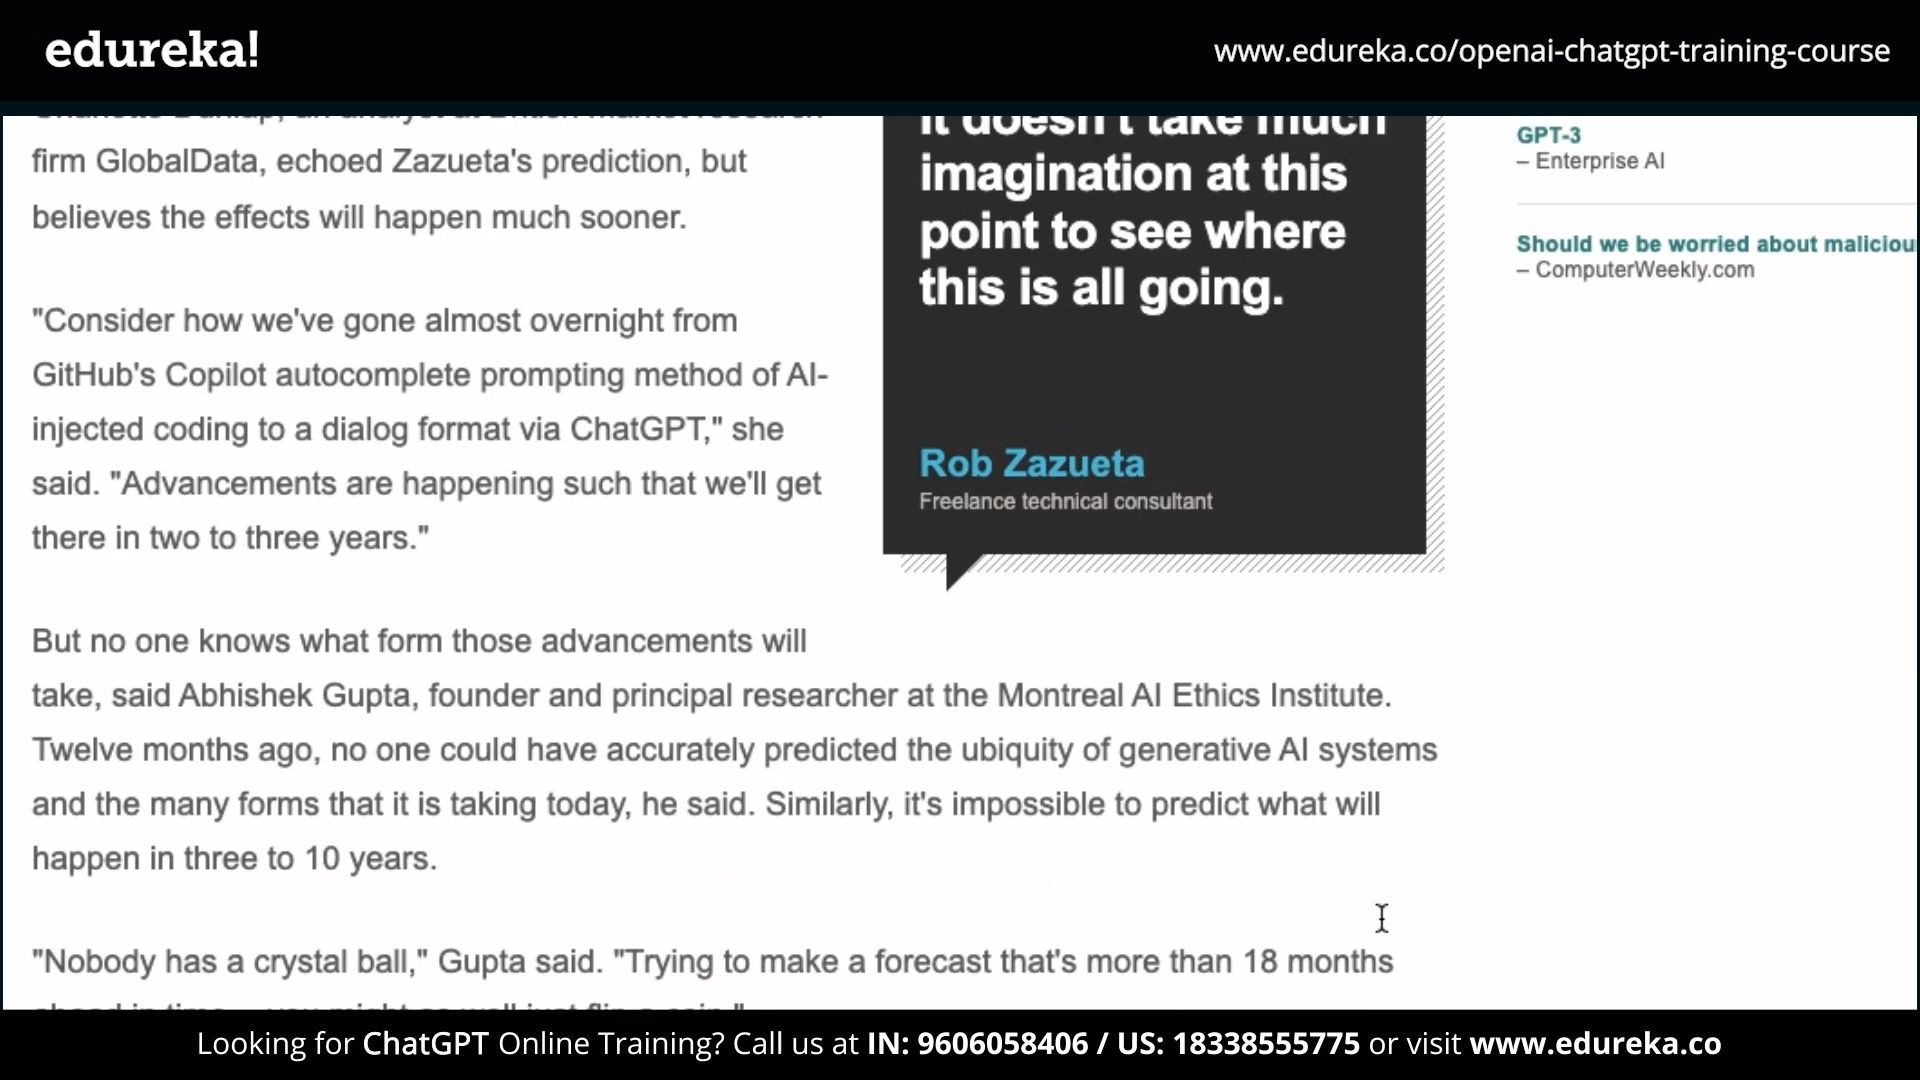 edureka!
www.edureka.co/openai-chatgpt-training-course
firm GlobalData, echoed Zazueta's prediction, but
believes the effects will happen much sooner.
"Consider how we've gone almost overnight from
GitHub's Copilot autocomplete prompting method of AI-
injected coding to a dialog format via ChatGPT," she
said. "Advancements are happening such that we'll get
there in two to three years."
It doesn't take much
imagination at this
point to see where
this is all going.
Rob Zazueta
Freelance technical consultant
GPT-3
– Enterprise AI
Should we be worried about
– ComputerWeekly.com
But no one knows what form those advancements will
take, said Abhishek Gupta, founder and principal researcher at the Montreal AI Ethics Institute.
Twelve months ago, no one could have accurately predicted the ubiquity of generative AI systems
and the many forms that it is taking today, he said. Similarly, it's impossible to predict what will
happen in three to 10 years.
"Nobody has a crystal ball," Gupta said. "Trying to make a forecast that's more than 18 months
Looking for ChatGPT Online Training? Call us at IN: 9606058406 / US: 18338555775 or visit www.edureka.co